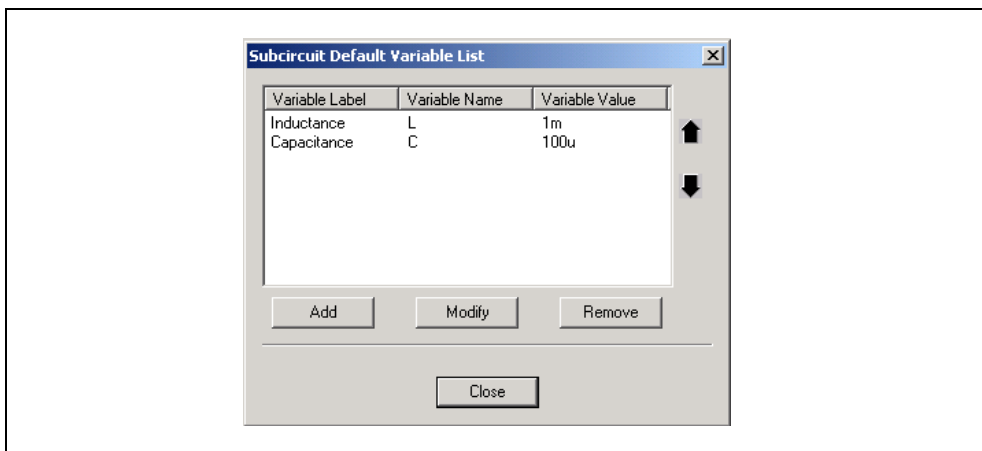 Subcircuit Default Variable List
Variable Label Variable Name Variable Value
Inductance L 1m
Capacitance C 100u
Add Modify Remove
Close